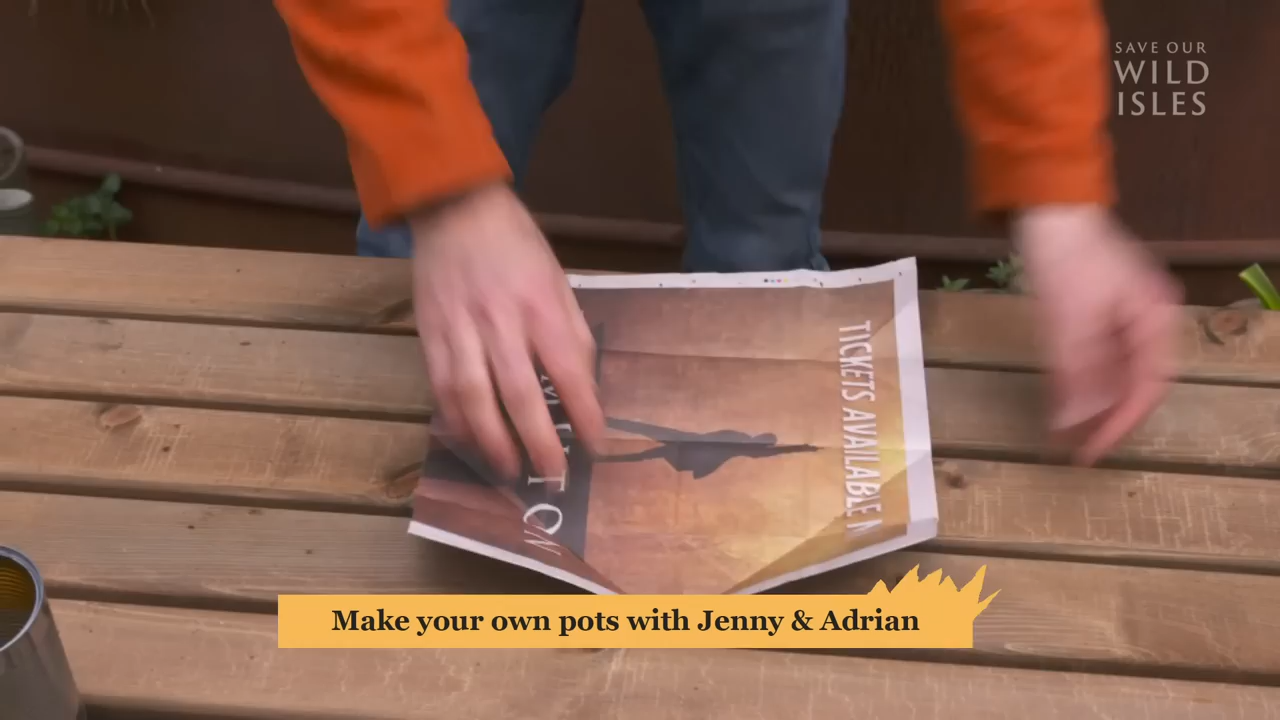 SAVE OUR
WILD
ISLES
TICKETS AVAILABLE N
Make your own pots with Jenny & Adrian